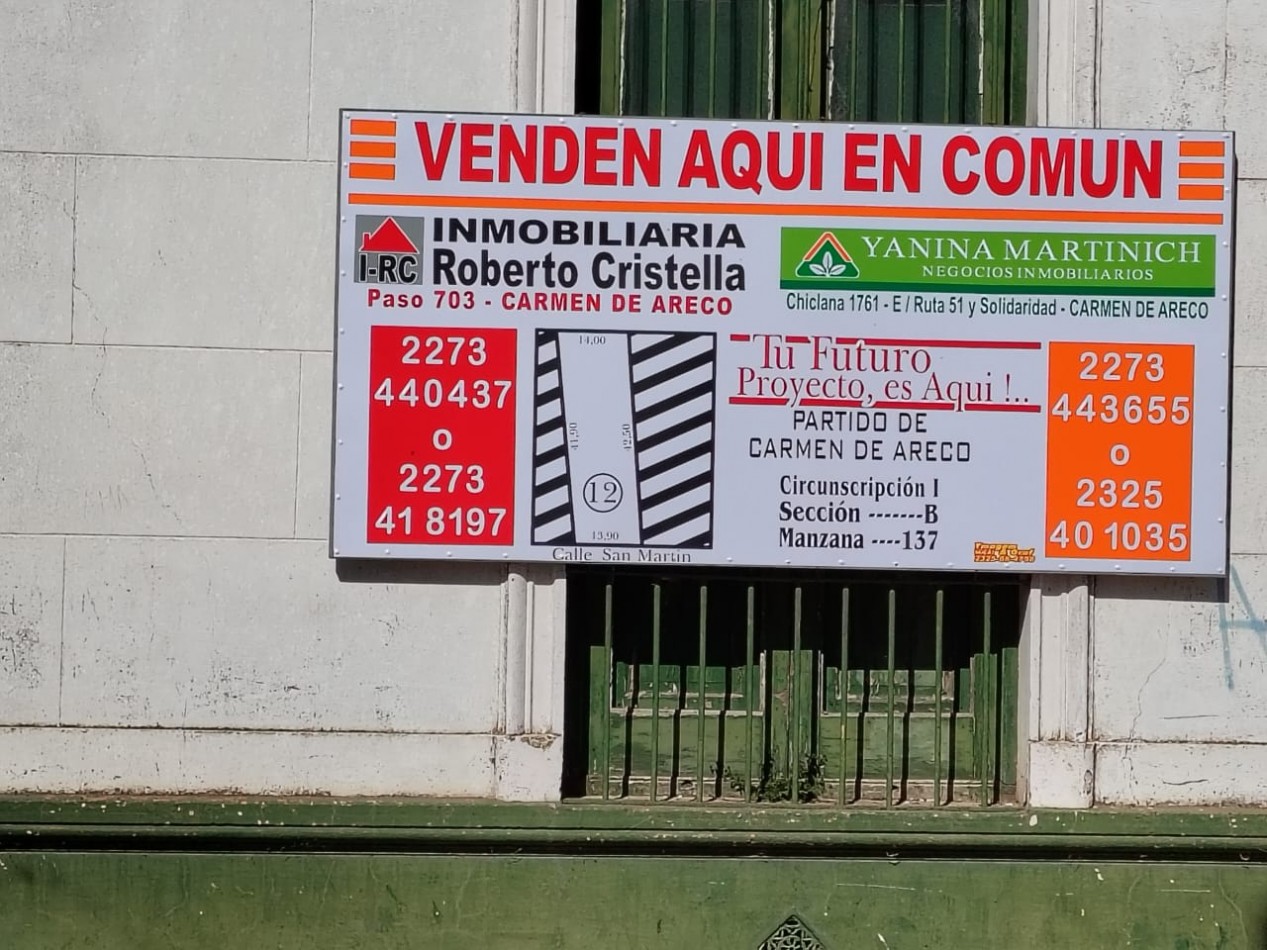 VENDEN AQUI EN COMUN
I-RC
INMOBILIARIA
Roberto Cristella
Paso 703 - CARMEN DE ARECO
YANINA MARTINICH
NEGOCIOS INMOBILIARIOS
Chiclana 1761 - E / Ruta 51 y Solidaridad - CARMEN DE ARECO
2273
440437
o
2273
41 8197
14,00
41,90
42,50
12
13,90
Calle San Martin
Tu Futuro
Proyecto, es Aqui !..
PARTIDO DE
CARMEN DE ARECO
Circunscripción I
Sección -------B
Manzana ----137
2273
443655
o
2325
40 1035